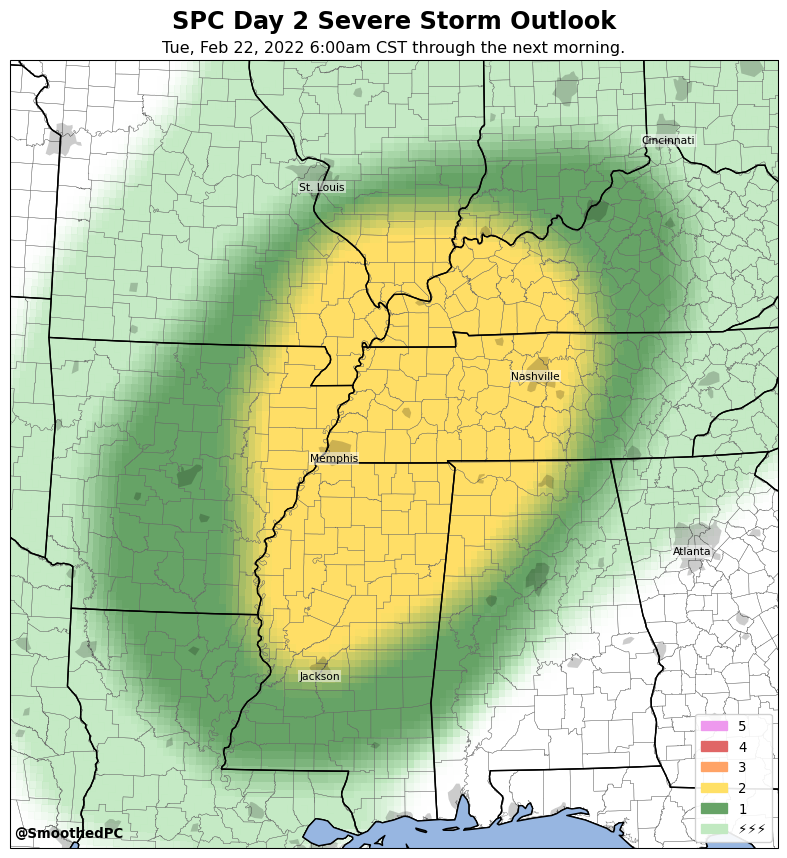 SPC Day 2 Severe Storm Outlook
Tue, Feb 22, 2022 6:00am CST through the next morning.
Cincinnati
St. Louis
Nashville
Memphis
Atlanta
Jackson
5
4
3
2
1
⚡⚡⚡
@SmoothedPC